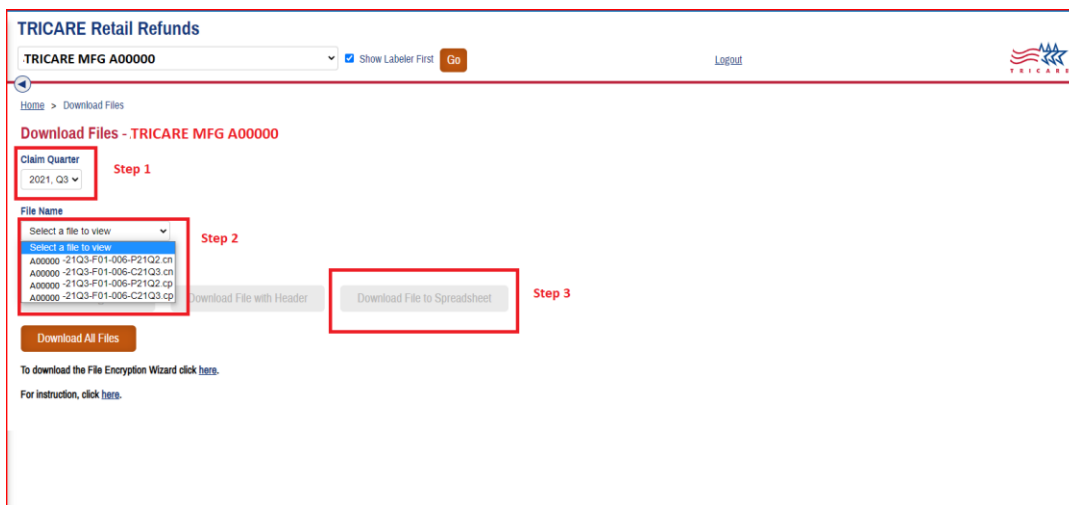 TRICARE Retail Refunds
TRICARE MFG A00000 Show Labeler First Go Logout
TRICARE
Home > Download Files
Download Files - .TRICARE MFG A00000
Claim Quarter
Step 1
2021, Q3
File Name
Select a file to view
Step 2
Select a file to view
A00000 -21Q3-F01-006-P21Q2.cn
A00000 -21Q3-F01-006-C21Q3.cn
A00000 -21Q3-F01-006-P21Q2.cp
A00000 -21Q3-F01-006-C21Q3.cp
Download File with Header Download File to Spreadsheet Step 3
Download All Files
To download the File Encryption Wizard click here.
For instruction, click here.